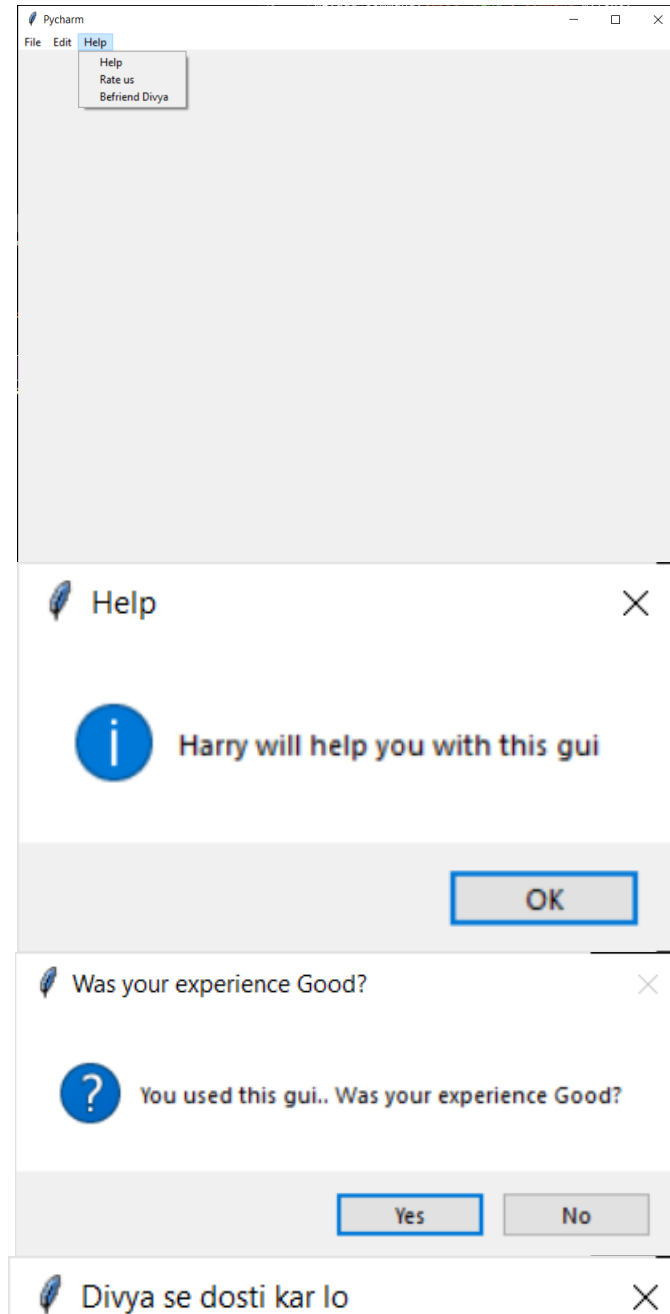 Pycharm
File Edit Help
Help
Rate us
Befriend Divya
Help
Harry will help you with this gui
OK
Was your experience Good?
You used this gui.. Was your experience Good?
Yes No
Divya se dosti kar lo